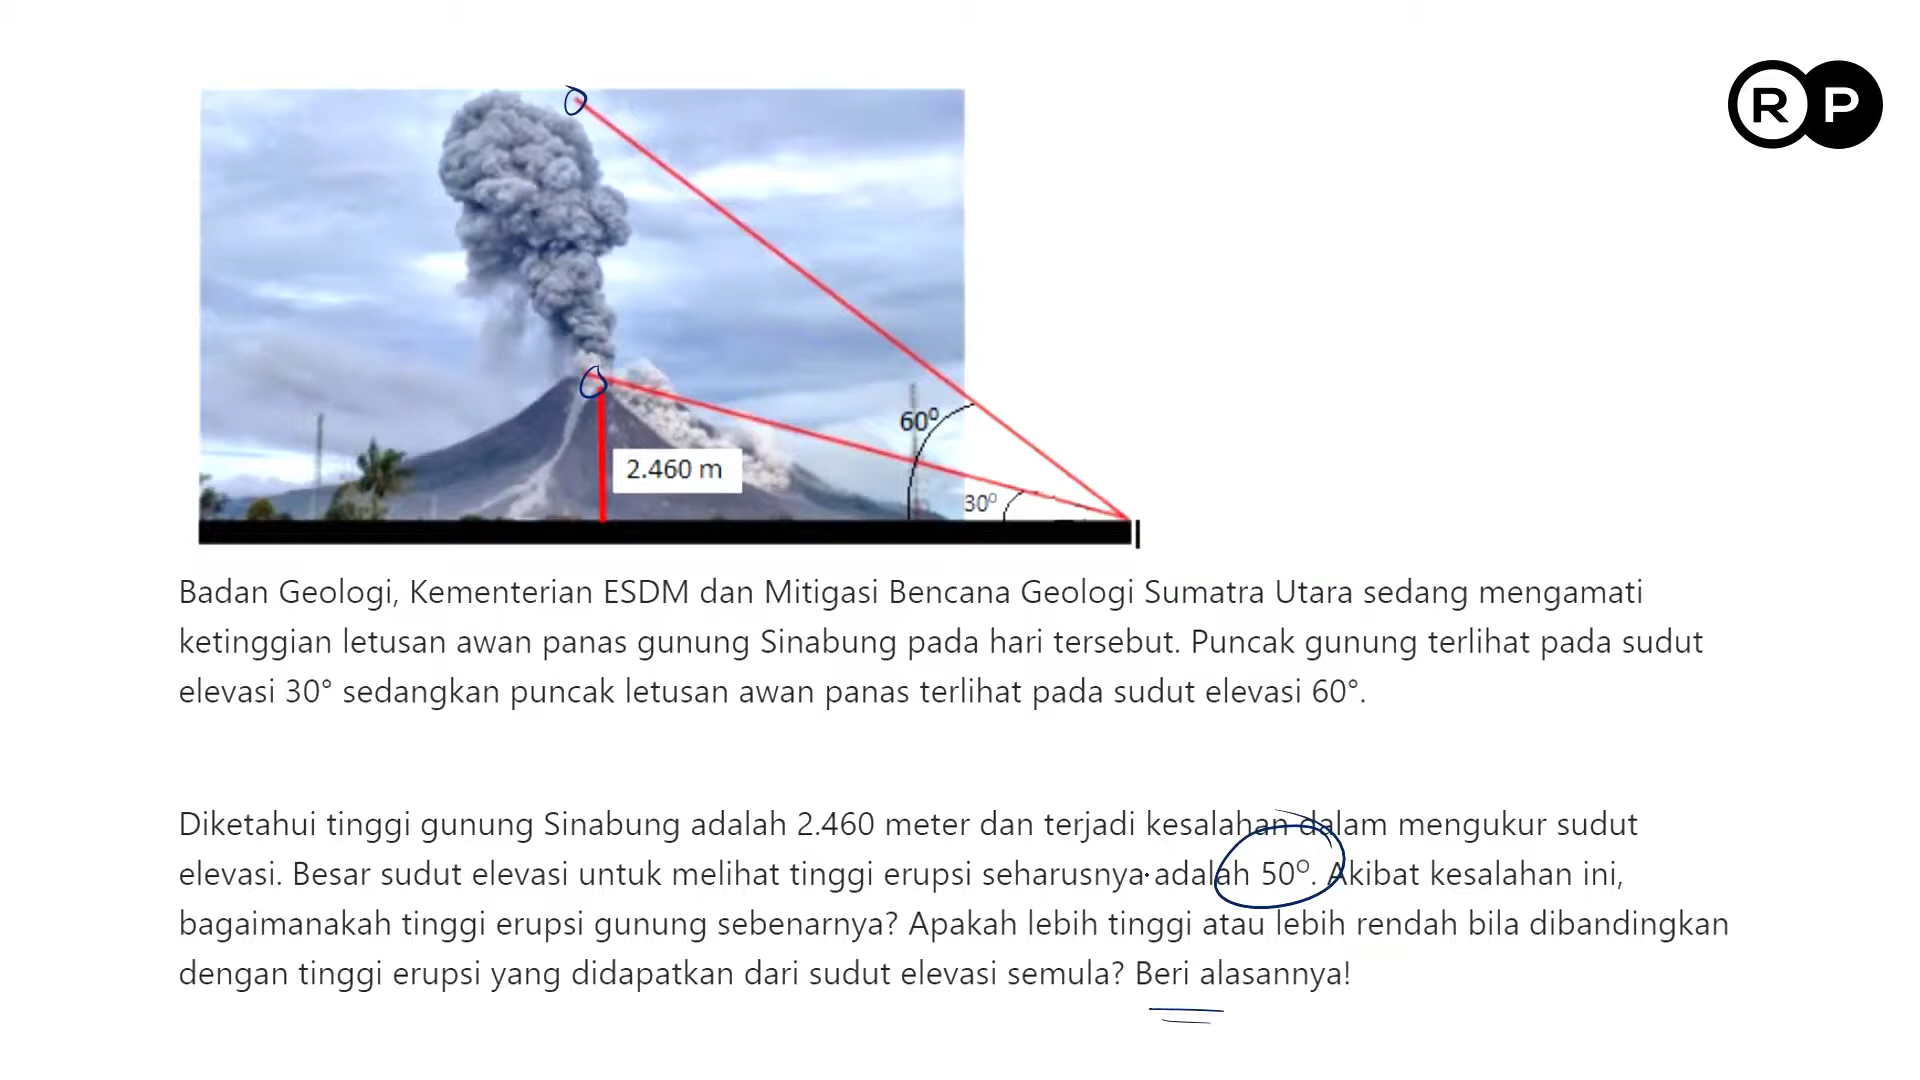 R P
60⁰
2.460 m
30⁰
Badan Geologi, Kementerian ESDM dan Mitigasi Bencana Geologi Sumatra Utara sedang mengamati
ketinggian letusan awan panas gunung Sinabung pada hari tersebut. Puncak gunung terlihat pada sudut
elevasi 30° sedangkan puncak letusan awan panas terlihat pada sudut elevasi 60°.
Diketahui tinggi gunung Sinabung adalah 2.460 meter dan terjadi kesalahan dalam mengukur sudut
elevasi. Besar sudut elevasi untuk melihat tinggi erupsi seharusnya adalah 50⁰. Akibat kesalahan ini,
bagaimanakah tinggi erupsi gunung sebenarnya? Apakah lebih tinggi atau lebih rendah bila dibandingkan
dengan tinggi erupsi yang didapatkan dari sudut elevasi semula? Beri alasannya!